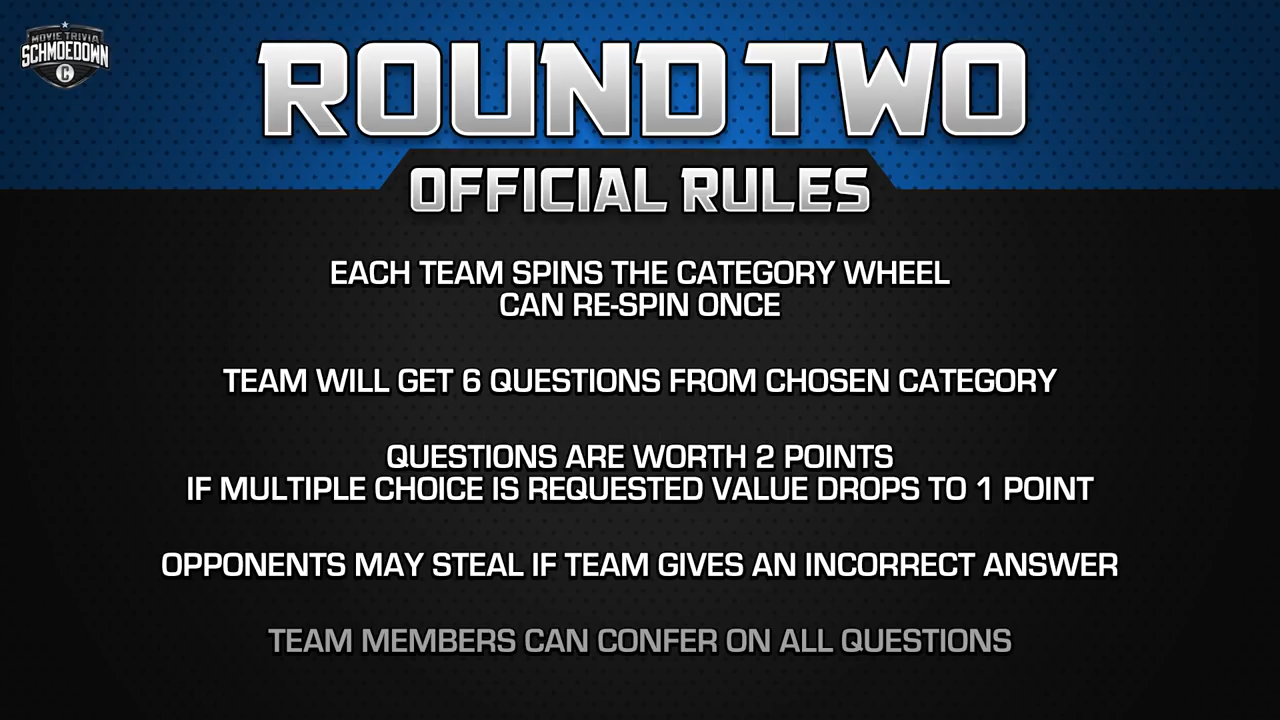 MOVIE TRIVIA
SCHMOEDOWN
C
ROUND TWO
OFFICIAL RULES
EACH TEAM SPINS THE CATEGORY WHEEL
CAN RE-SPIN ONCE
TEAM WILL GET 6 QUESTIONS FROM CHOSEN CATEGORY
QUESTIONS ARE WORTH 2 POINTS
IF MULTIPLE CHOICE IS REQUESTED VALUE DROPS TO 1 POINT
OPPONENTS MAY STEAL IF TEAM GIVES AN INCORRECT ANSWER
TEAM MEMBERS CAN CONFER ON ALL QUESTIONS